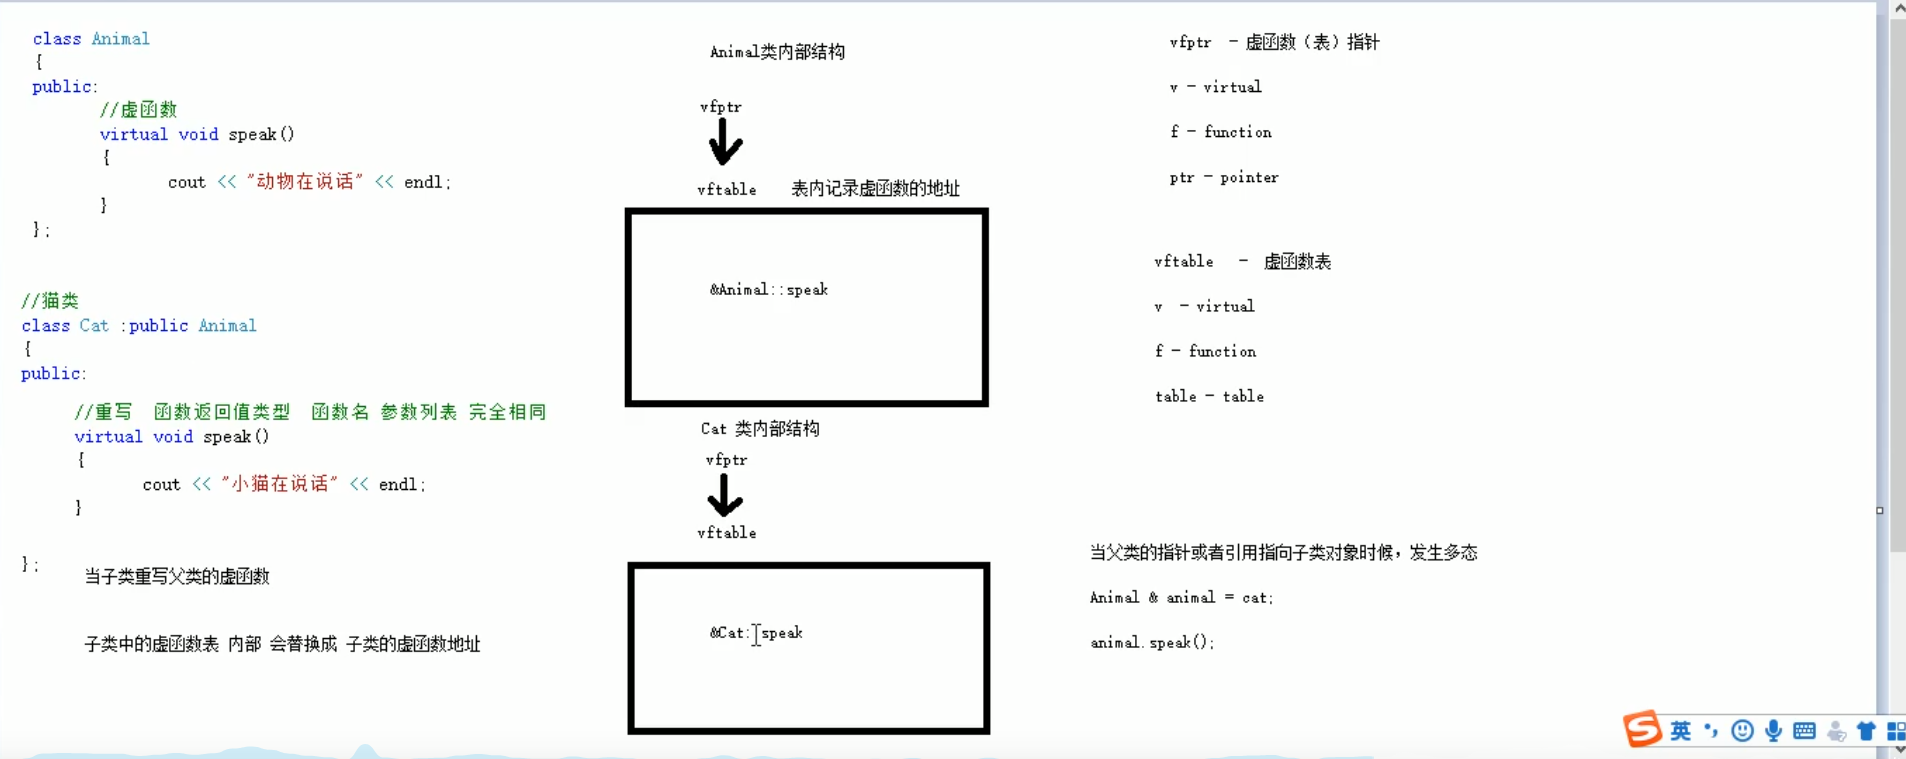 class Animal
{
public:
//虚函数
virtual void speak()
{
cout << "动物在说话" << endl;
}
};
//猫类
class Cat :public Animal
{
public:
//重写 函数返回值类型 函数名 参数列表 完全相同
virtual void speak()
{
cout << "小猫在说话" << endl;
}
};
当子类重写父类的虚函数
子类中的虚函数表 内部 会替换成 子类的虚函数地址
Animal类内部结构
vfptr
vftable 表内记录虚函数的地址
&Animal::speak
Cat 类内部结构
vfptr
vftable
&Cat::speak
vfptr - 虚函数（表）指针
v - virtual
f - function
ptr - pointer
vftable - 虚函数表
v - virtual
f - function
table - table
当父类的指针或者引用指向子类对象时候，发生多态
Animal & animal = cat;
animal.speak();
S 英